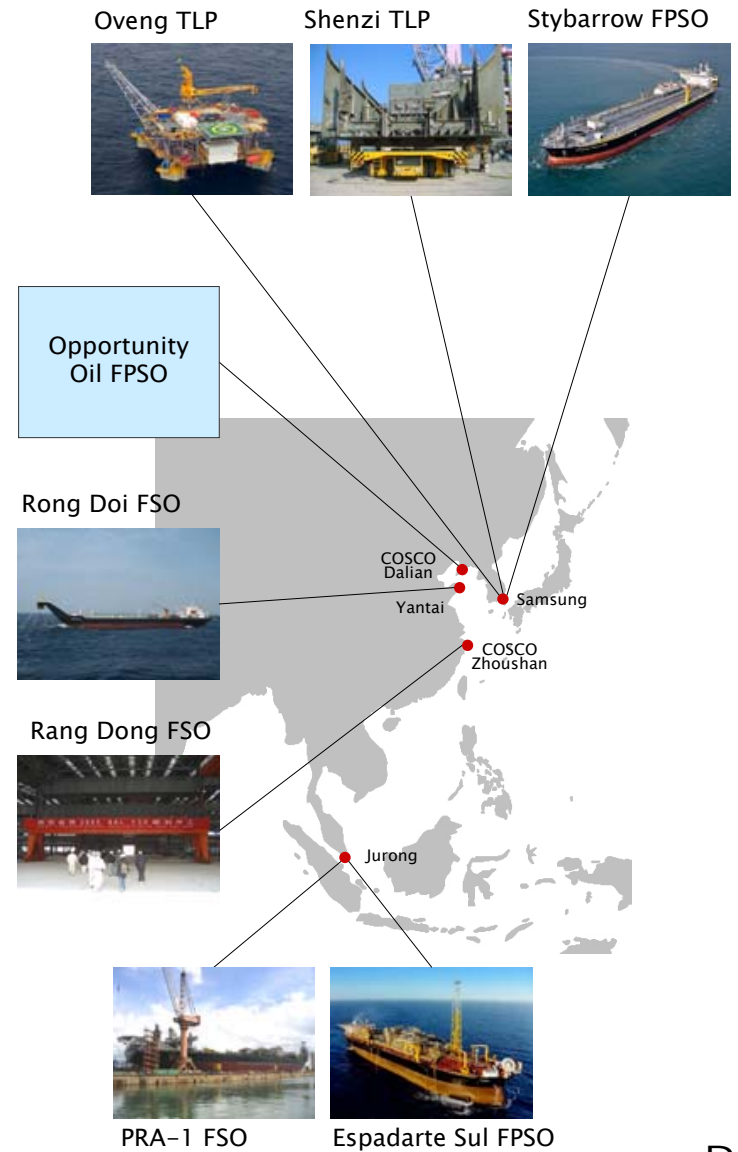 Oveng TLP
Shenzi TLP
Stybarrow FPSO
Opportunity
Oil FPSO
Rong Doi FSO
COSCO
Dalian
Yantai
Samsung
COSCO
Zhoushan
Rang Dong FSO
Jurong
PRA-1 FSO
Espadarte Sul FPSO